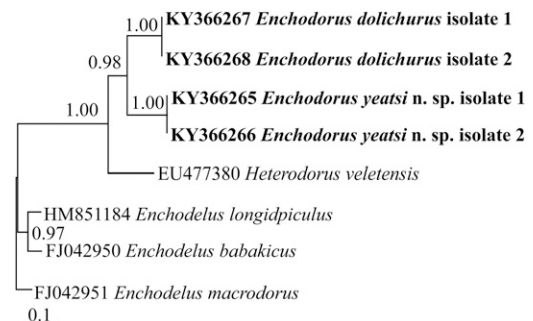 1.00 KY366267 Enchodorus dolichurus isolate 1
0.98 KY366268 Enchodorus dolichurus isolate 2
1.00 KY366265 Enchodorus yeatsi n. sp. isolate 1
1.00 KY366266 Enchodorus yeatsi n. sp. isolate 2
EU477380 Heterodorus veletensis
HM851184 Enchodelus longidpiculus
0.97
FJ042950 Enchodelus babakicus
FJ042951 Enchodelus macrodorus
0.1